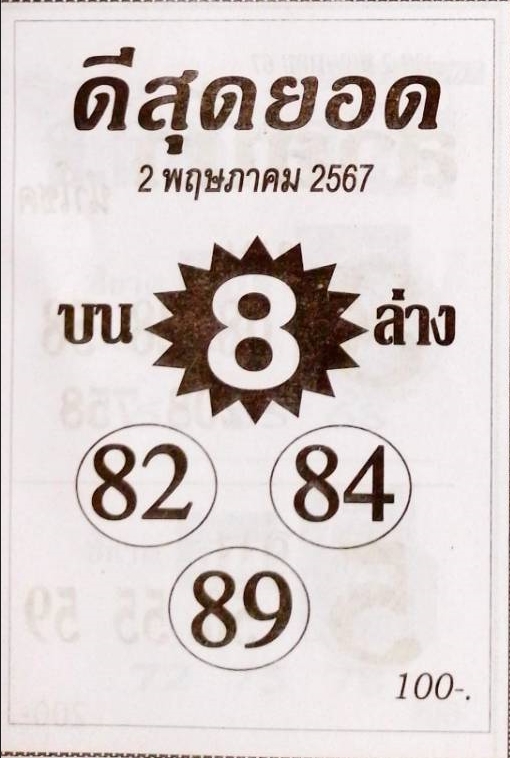 ดีสุดยอด
2 พฤษภาคม 2567
บน 8 ล่าง
82 84
89
100-.